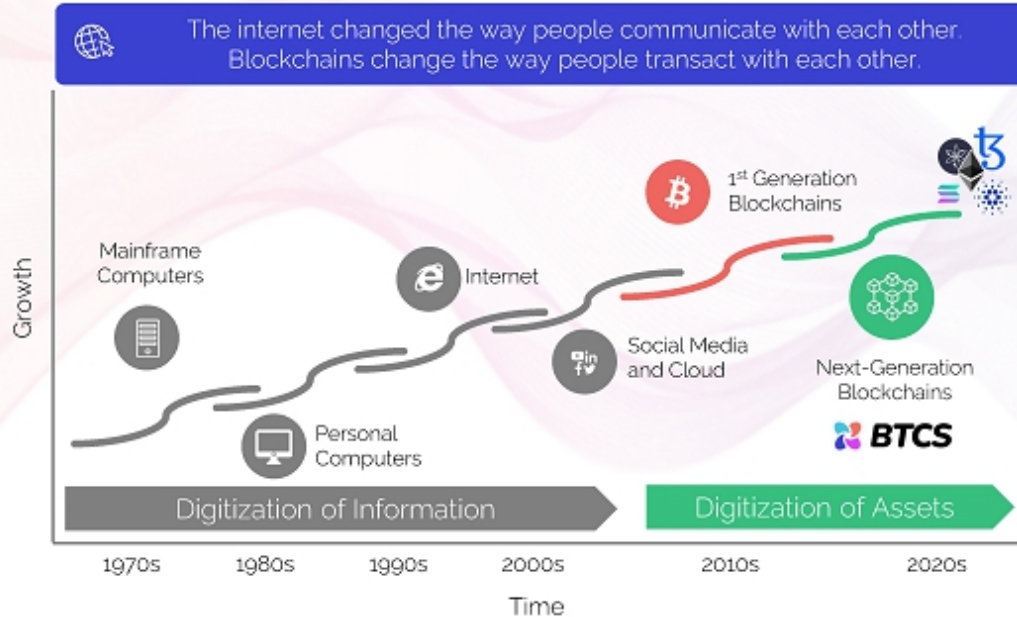 The internet changed the way people communicate with each other.
Blockchains change the way people transact with each other.
Growth
Mainframe
Computers
Internet
1st Generation
Blockchains
Social Media
and Cloud
Personal
Computers
Next-Generation
Blockchains
BTCS
Digitization of Information
Digitization of Assets
1970s
1980s
1990s
2000s
2010s
2020s
Time